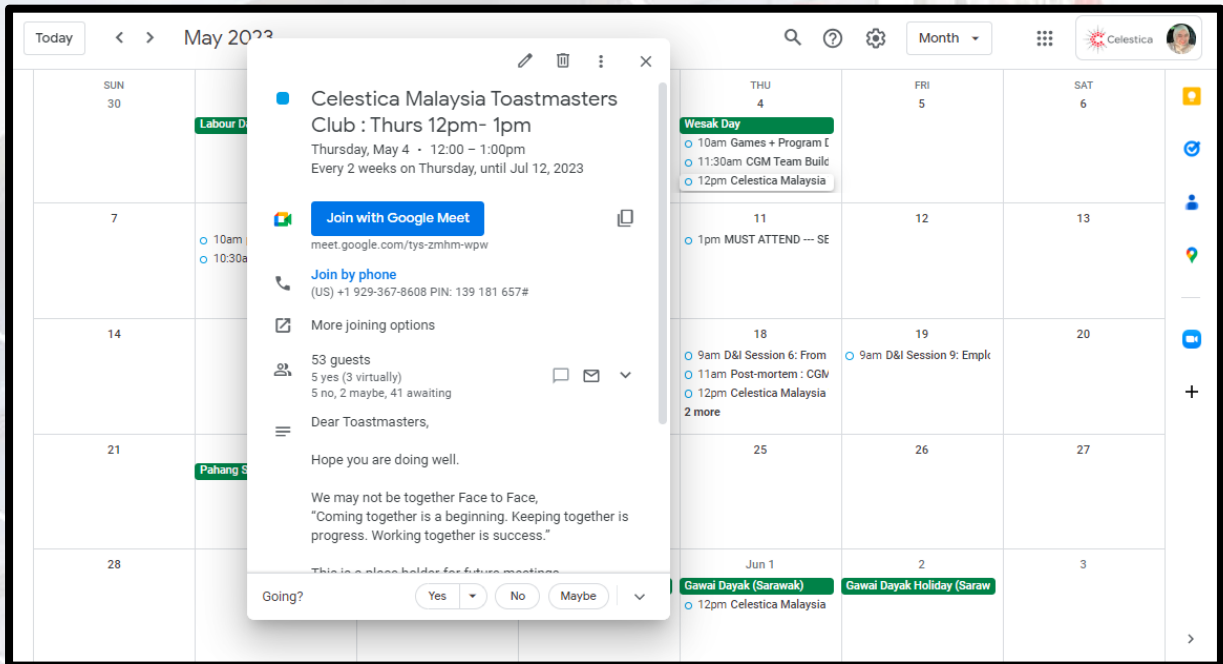 Today
May 2023
Month
Celestica
SUN
30
THU
4
FRI
5
SAT
6
Labour D
Wesak Day
10am Games + Program D
11:30am CGM Team Build
12pm Celestica Malaysia
Celestica Malaysia Toastmasters
Club : Thurs 12pm- 1pm
Thursday, May 4 • 12:00 – 1:00pm
Every 2 weeks on Thursday, until Jul 12, 2023
Join with Google Meet
meet.google.com/tys-zmhm-wpw
Join by phone
(US) +1 929-367-8608 PIN: 139 181 657#
More joining options
53 guests
5 yes (3 virtually)
5 no, 2 maybe, 41 awaiting
Dear Toastmasters,
Hope you are doing well.
We may not be together Face to Face,
“Coming together is a beginning. Keeping together is
progress. Working together is success.”
This is a place holder for future meetings
Going?
Yes
No
Maybe
7
10am
10:30a
11
1pm MUST ATTEND --- SE
12
13
14
18
9am D&I Session 6: From
11am Post-mortem : CGM
12pm Celestica Malaysia
2 more
19
9am D&I Session 9: Emplo
20
21
Pahang S
25
26
27
28
Jun 1
Gawai Dayak (Sarawak)
12pm Celestica Malaysia
2
Gawai Dayak Holiday (Saraw
3